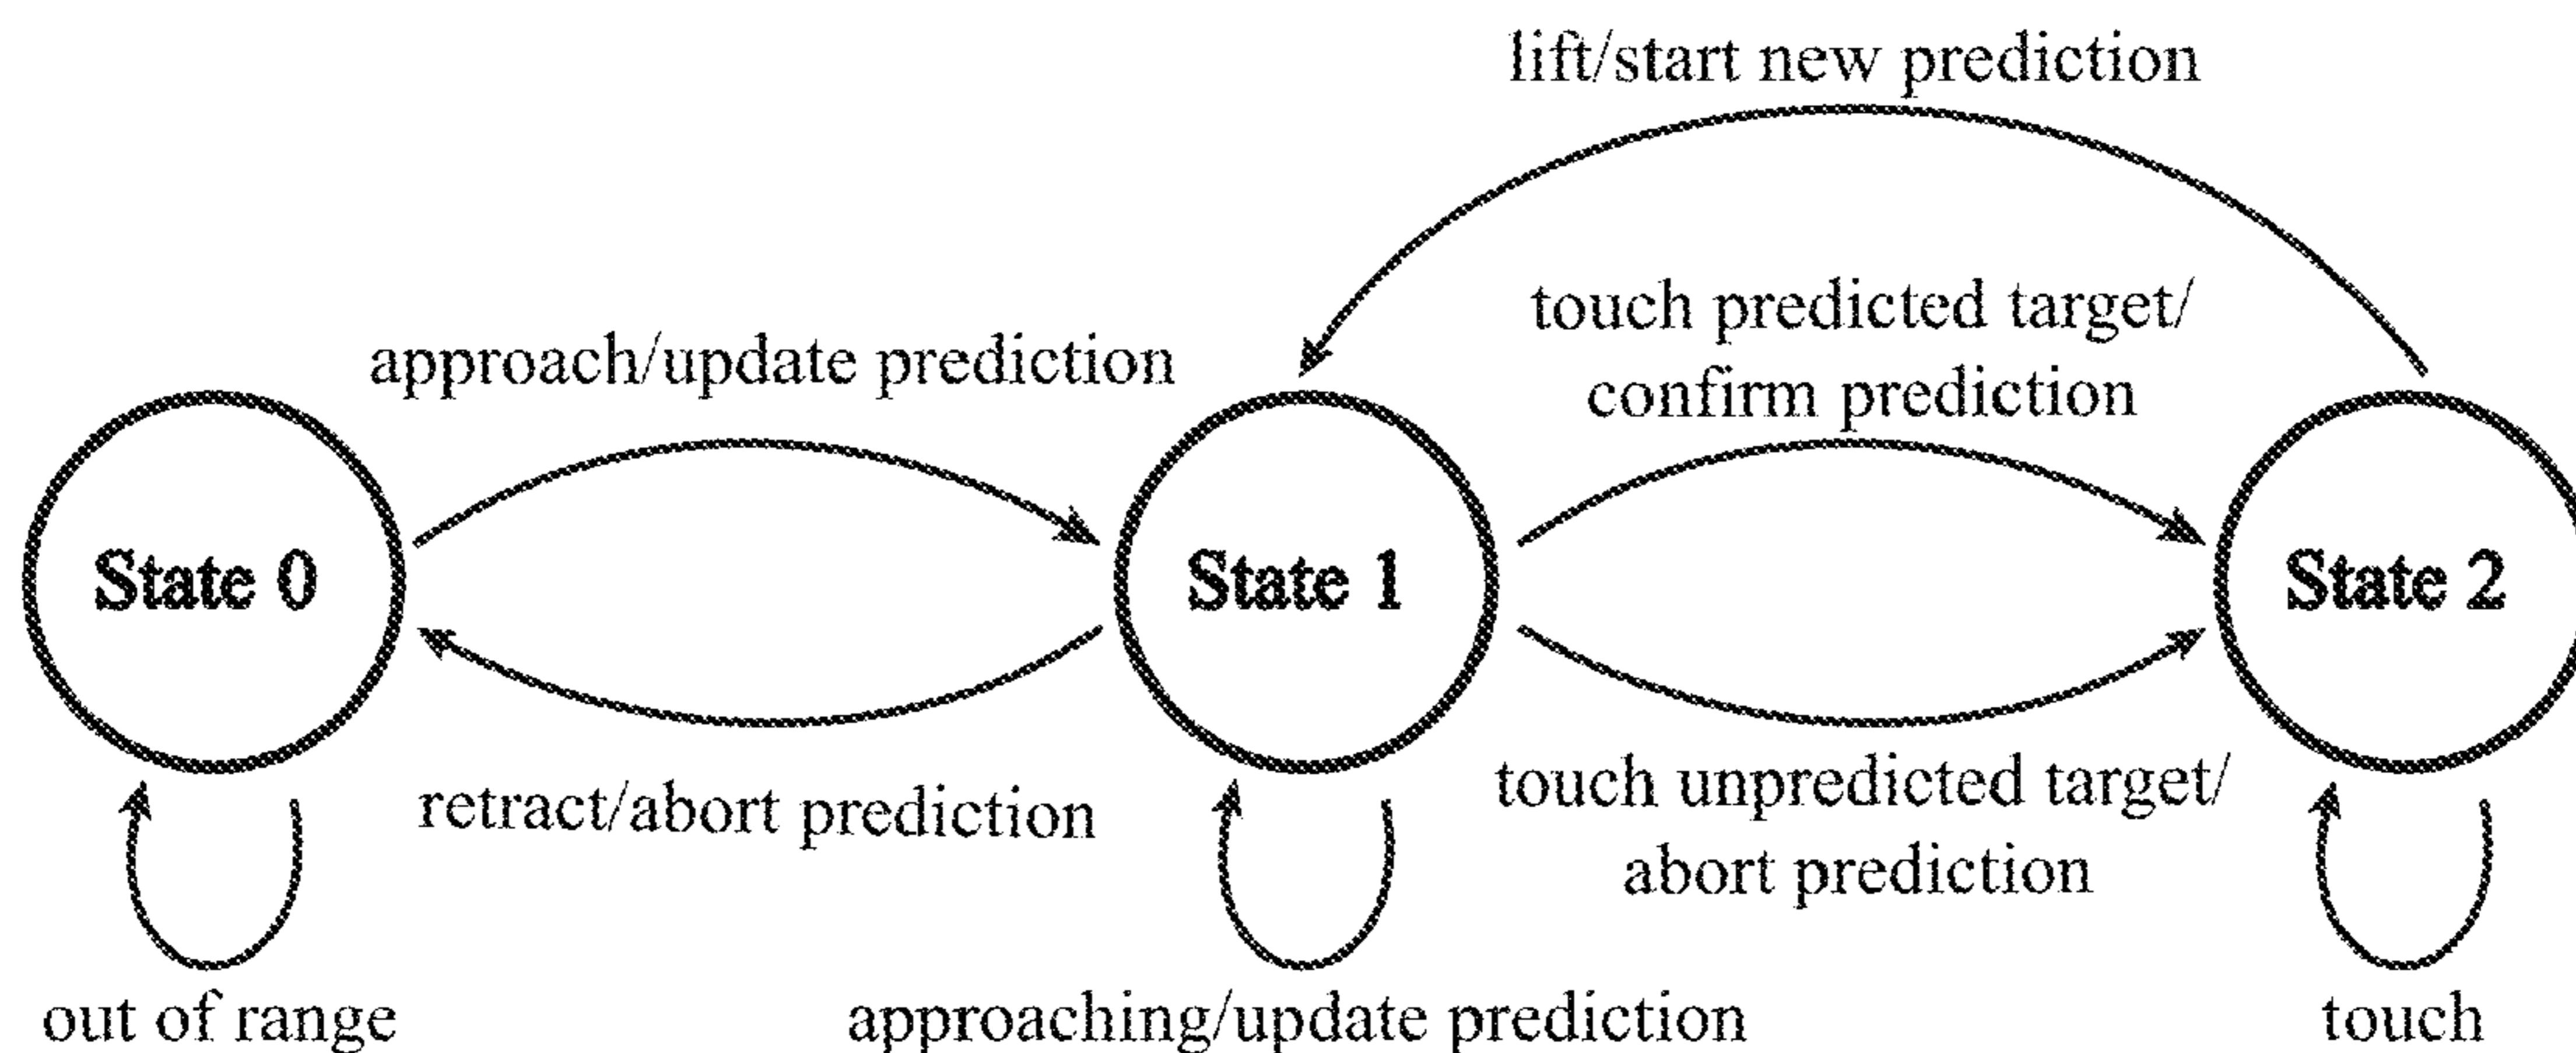 lift/start new prediction
touch predicted target/
confirm prediction
approach/update prediction
State 0
State 1
State 2
retract/abort prediction
touch unpredicted target/
abort prediction
out of range
approaching/update prediction
touch